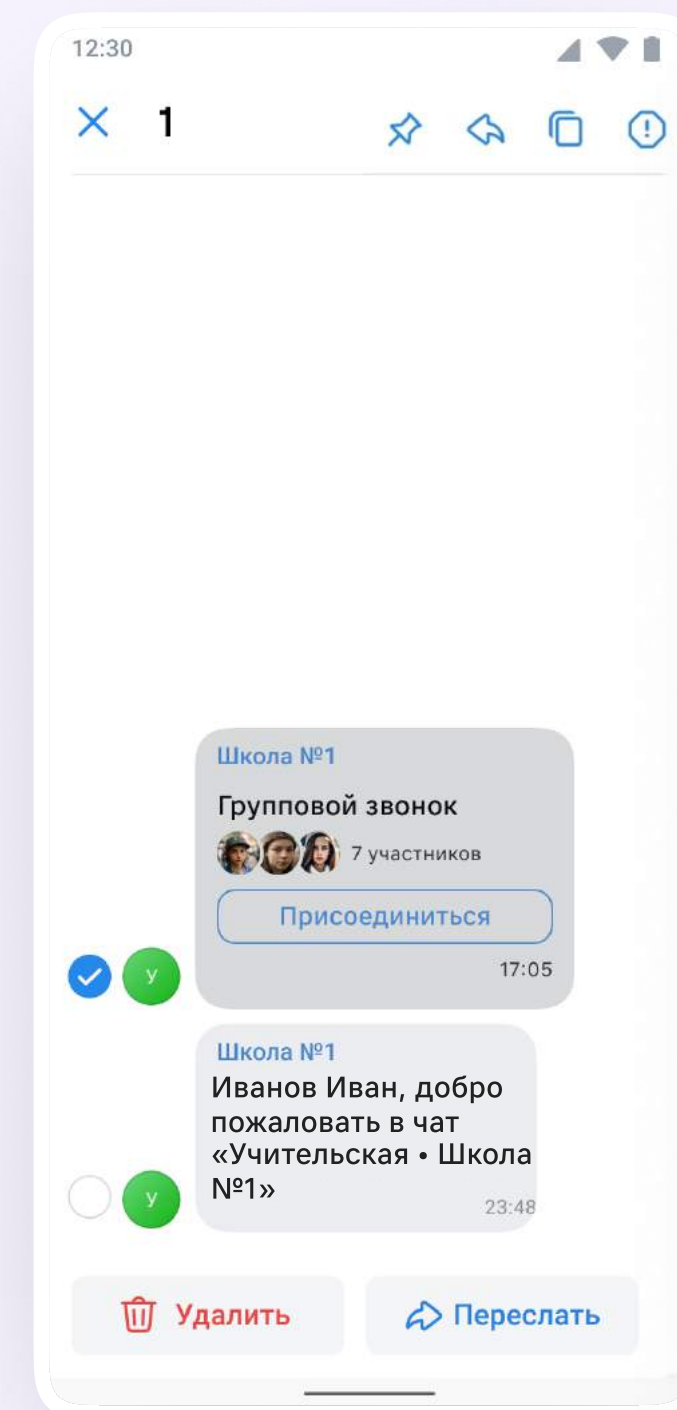 12:30
1
Школа №1
Групповой звонок
7 участников
Присоединиться
17:05
У
Школа №1
Иванов Иван, добро
пожаловать в чат
«Учительская • Школа
№1»
23:48
У
Удалить
Переслать